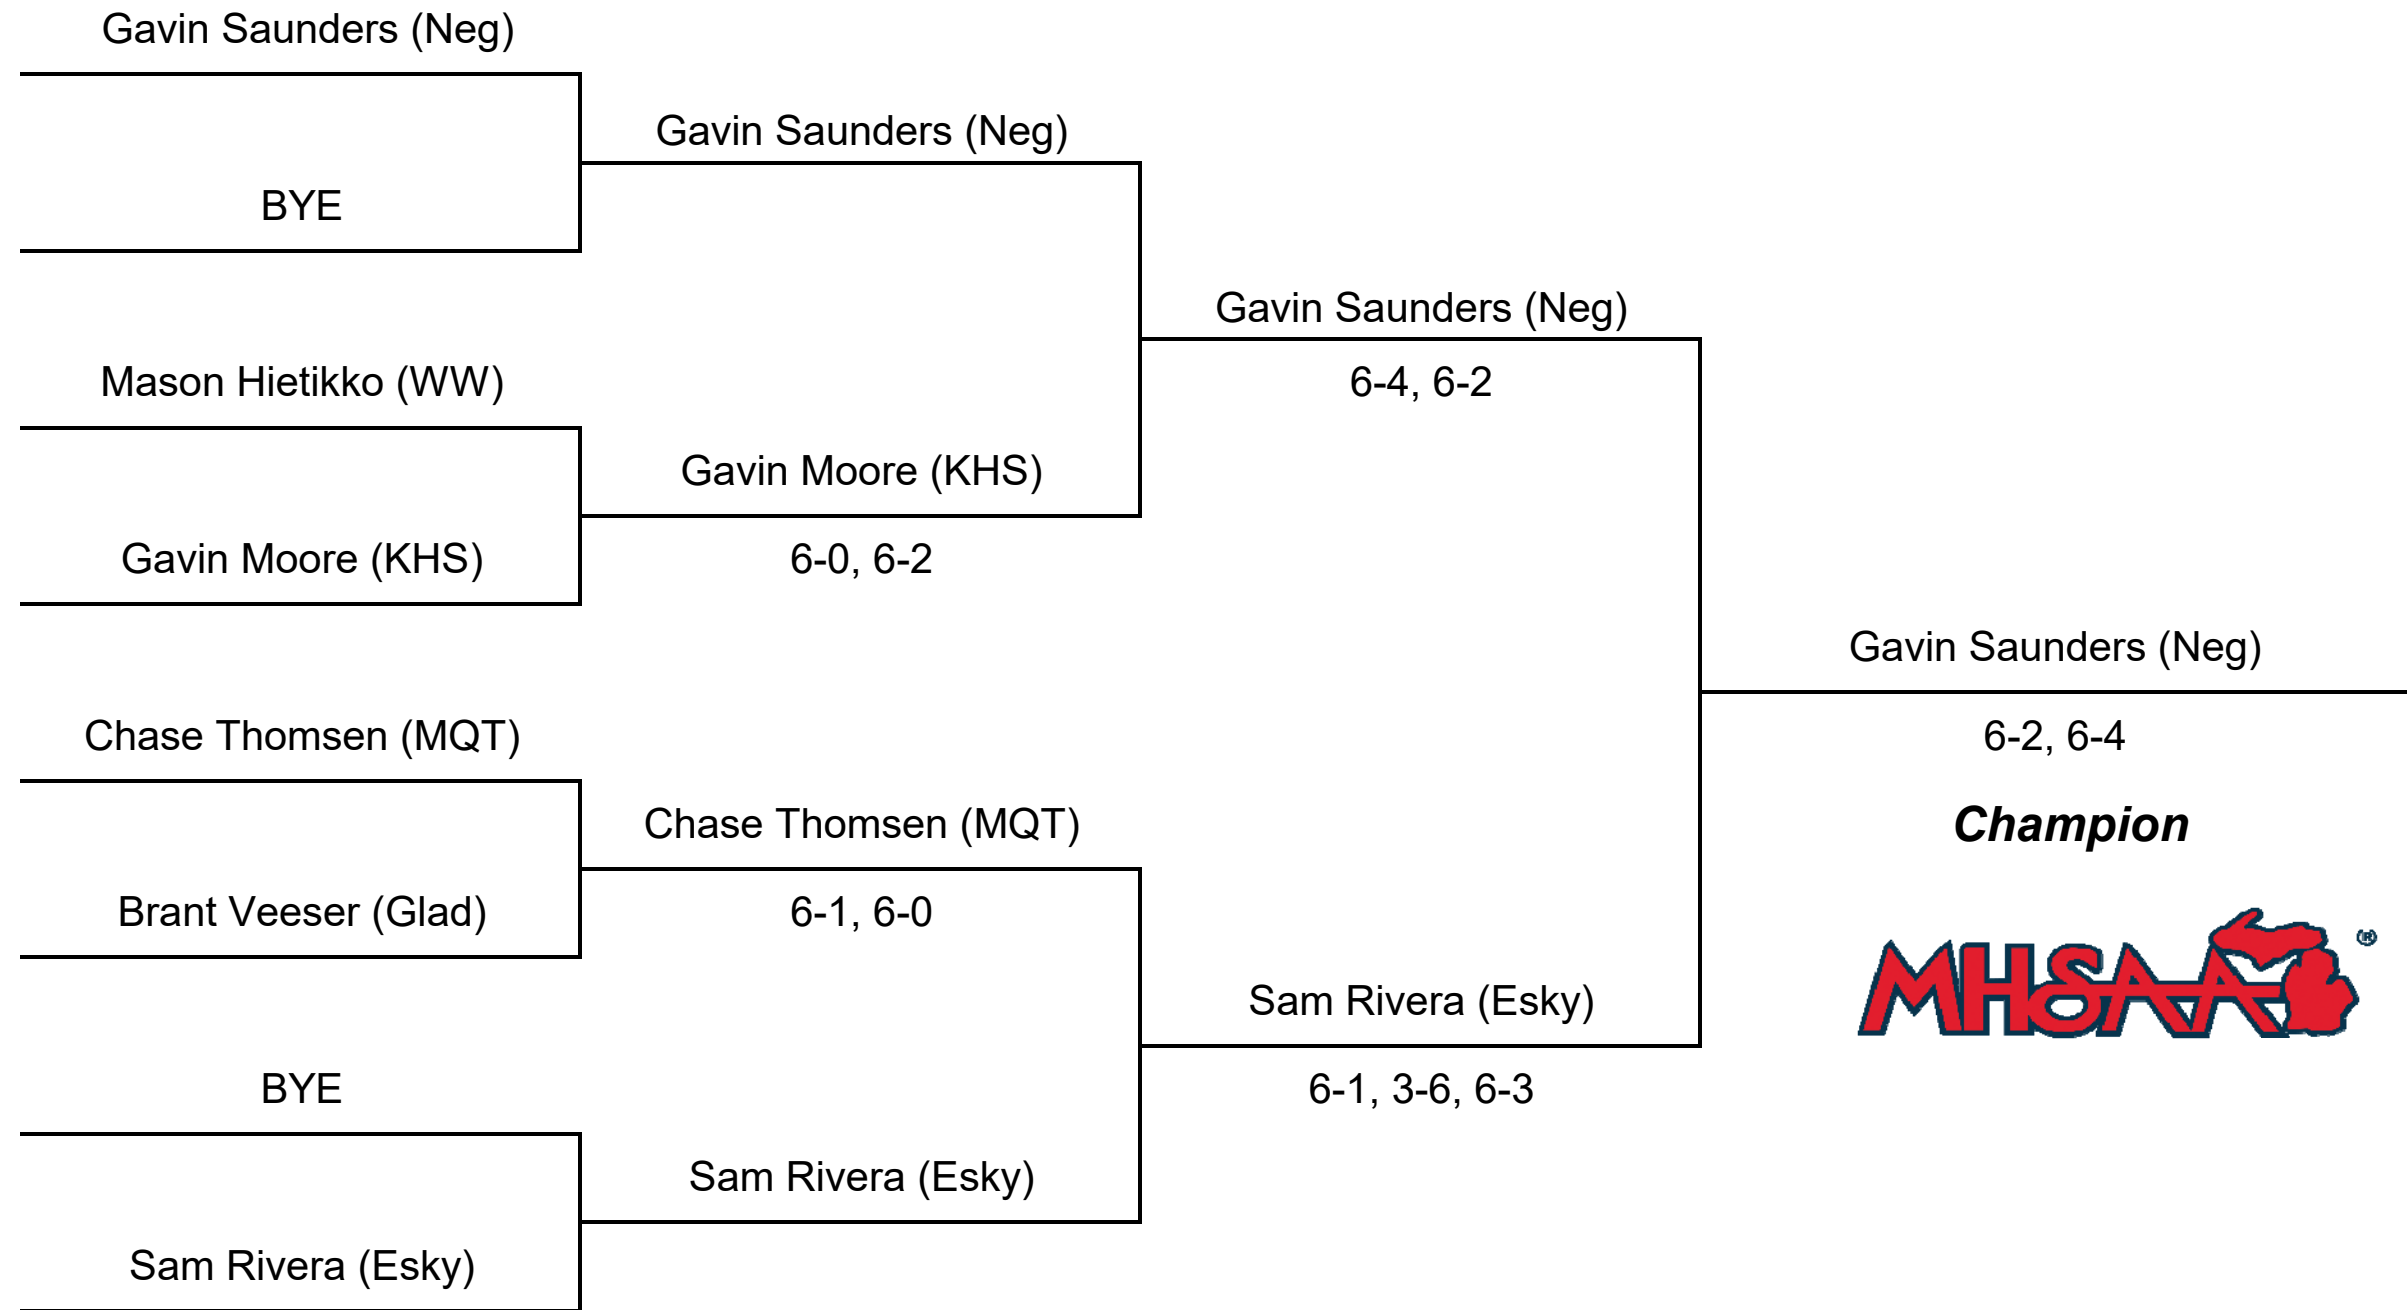 Gavin Saunders (Neg)
Gavin Saunders (Neg)
BYE
Gavin Saunders (Neg)
Mason Hietikko (WW)
6-4, 6-2
Gavin Moore (KHS)
Gavin Moore (KHS)
6-0, 6-2
Gavin Saunders (Neg)
Chase Thomsen (MQT)
6-2, 6-4
Chase Thomsen (MQT)
Champion
Brant Veeser (Glad)
6-1, 6-0
MHSAA ®
Sam Rivera (Esky)
BYE
6-1, 3-6, 6-3
Sam Rivera (Esky)
Sam Rivera (Esky)